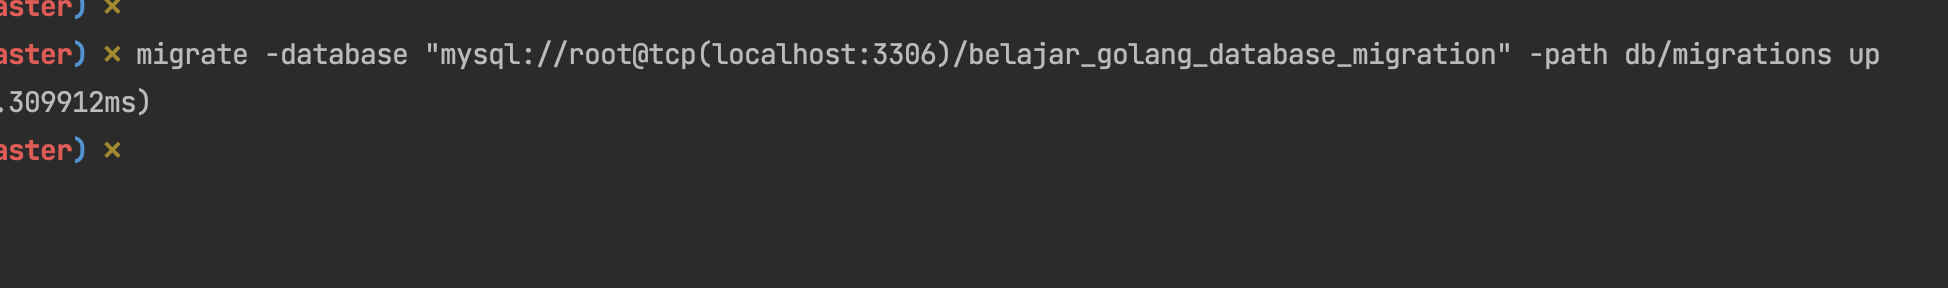 aster) ×
aster) × migrate -database "mysql://root@tcp(localhost:3306)/belajar_golang_database_migration" -path db/migrations up
.309912ms)
aster) ×